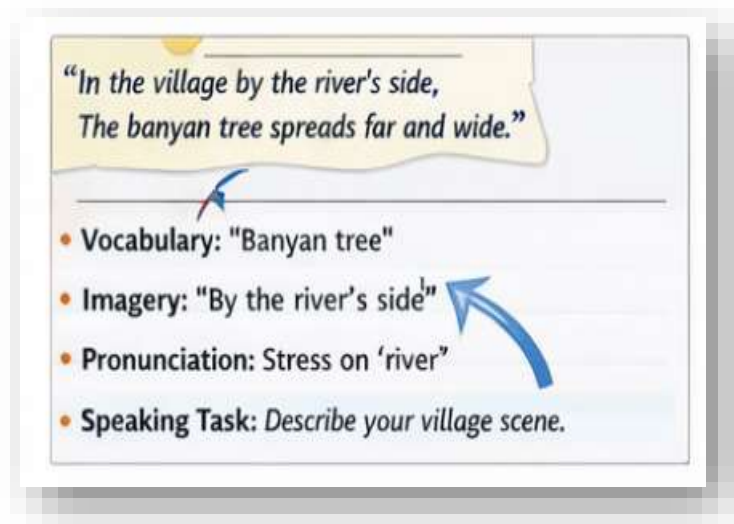 “In the village by the river's side,
The banyan tree spreads far and wide.”
• Vocabulary: "Banyan tree"
• Imagery: "By the river’s side'"
• Pronunciation: Stress on ‘river”
• Speaking Task: Describe your village scene.